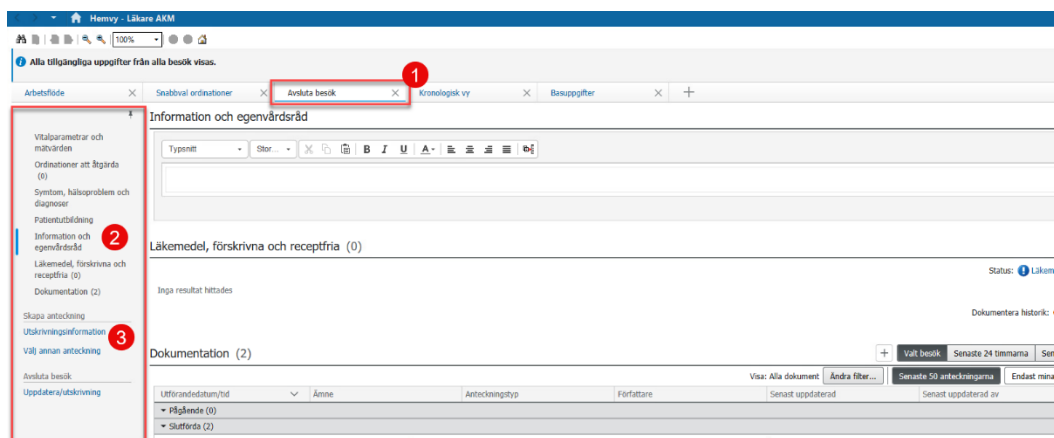 Hemvy - Läkare AKM
100%
Alla tillgängliga uppgifter från alla besök visas.
1
Arbetsflöde
Snabbval ordinationer
Avsluta besök
Kronologisk vy
Basuppgifter
Information och egenvårdsråd
Vitalparametrar och
mätvärden
Typsnitt
Stor...
B I U A
Ordinationer att åtgärda
(0)
Symtom, hälsoproblem och
diagnoser
Patientutbildning
Information och
egenvårdsråd
2
Läkemedel, förskrivna och
receptfria (0)
Dokumentation (2)
Läkemedel, förskrivna och receptfria (0)
Status:
Inga resultat hittades
Dokumentera historik:
Skapa anteckning
Utskrivningsinformation
3
Välj annan anteckning
Avsluta besök
Uppdatera/utskrivning
Dokumentation (2)
Valt besök
Senaste 24 timmarna
Visa: Alla dokument
Ändra filter...
Senaste 50 anteckningarna
Endast mina
Utförandedatum/tid
Ämne
Anteckningstyp
Författare
Senast uppdaterad
Senast uppdaterad av
Pågående (0)
Slutförda (2)